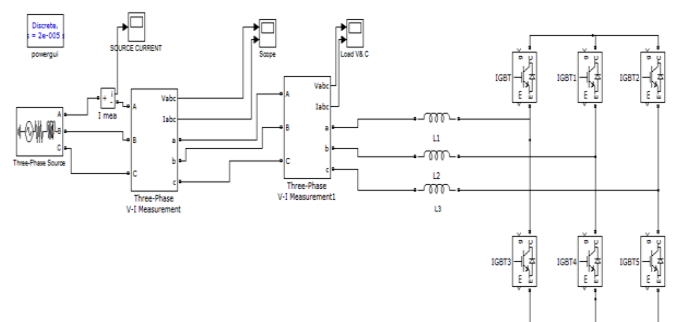 Discrete,
s = 2e-005
powergui
SOURCE CURRENT
Scope
Load V& C
+
-
i
I mea
A
B
C
Three-Phase Source
A
B
C
Vabc
Iabc
a
b
c
Three-Phase
V-I Measurement
A
B
C
Vabc
Iabc
a
b
c
Three-Phase
V-I Measurement1
L1
L2
L3
IGBT
g
C
E
IGBT1
g
C
E
IGBT2
g
C
E
IGBT3
g
C
E
IGBT4
g
C
E
IGBT5
g
C
E